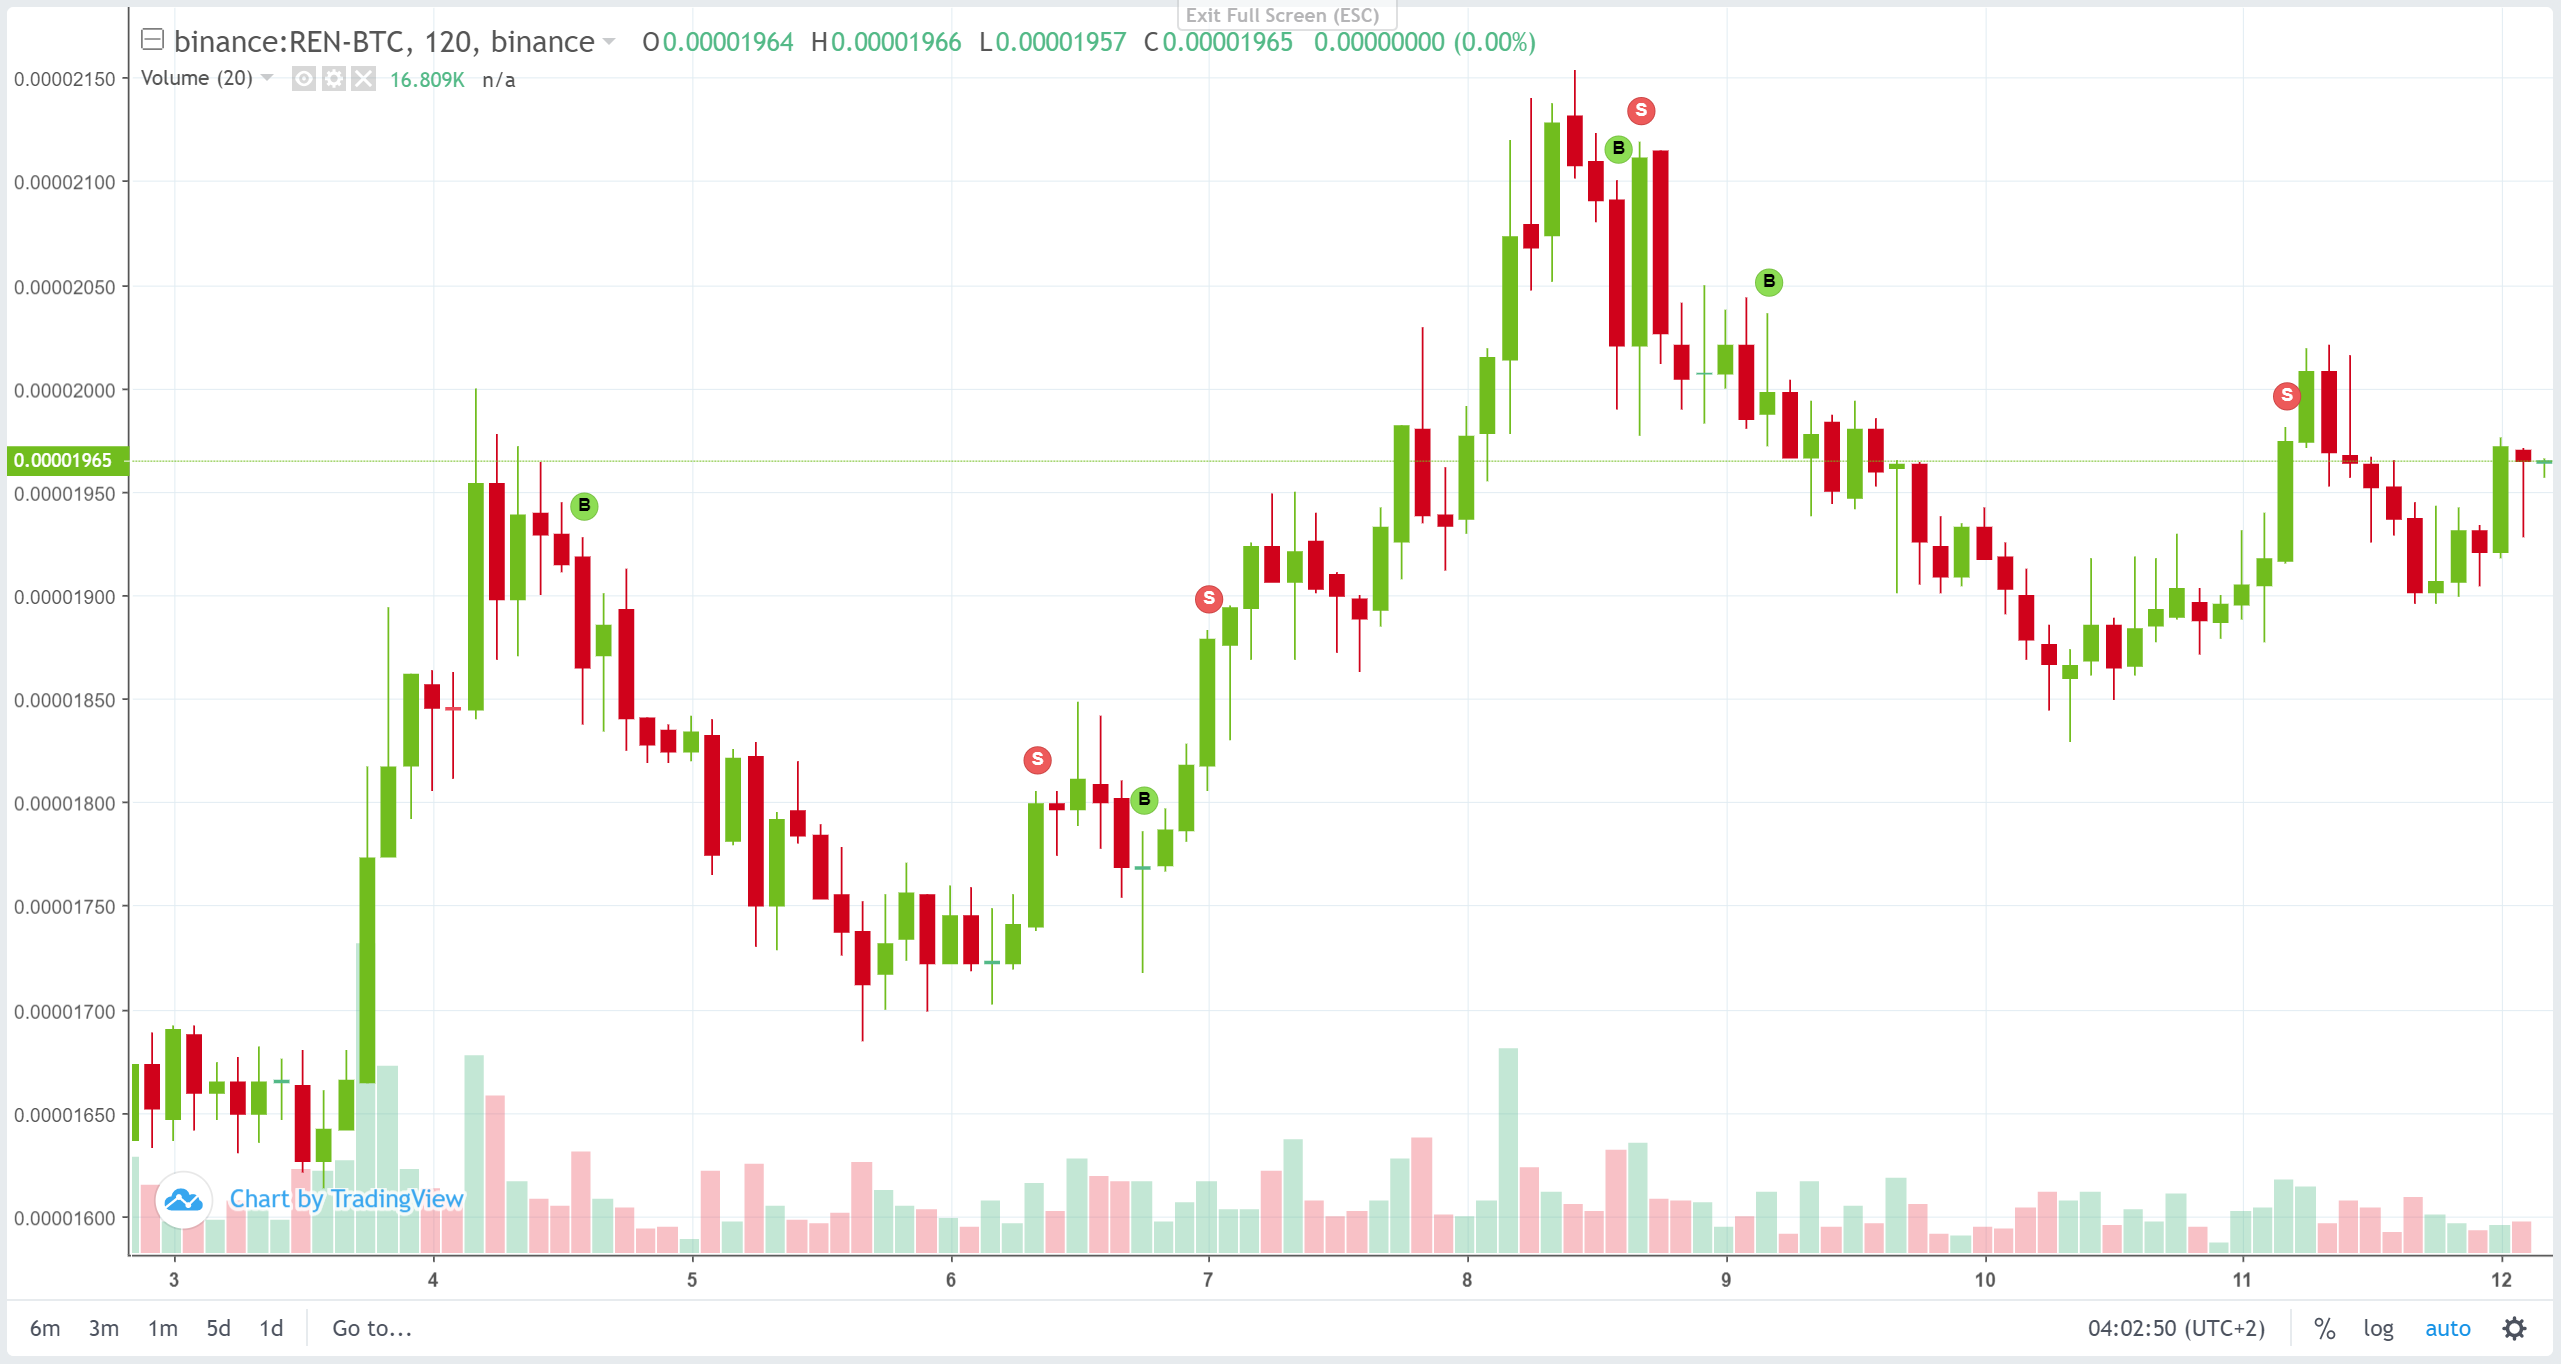 Exit Full Screen (ESC)
binance:REN-BTC, 120, binance O0.00001964 H0.00001966 L0.00001957 C0.00001965 0.00000000 (0.00%)
Volume (20) 16.809K n/a
0.00002150
S
B
0.00002100
B
0.00002050
0.00002000
S
0.00001965
0.00001950
B
0.00001900
S
0.00001850
S
0.00001800
B
0.00001750
0.00001700
0.00001650
Chart by TradingView
0.00001600
3 4 5 6 7 8 9 10 11 12
6m 3m 1m 5d 1d Go to... 04:02:50 (UTC+2) % log auto